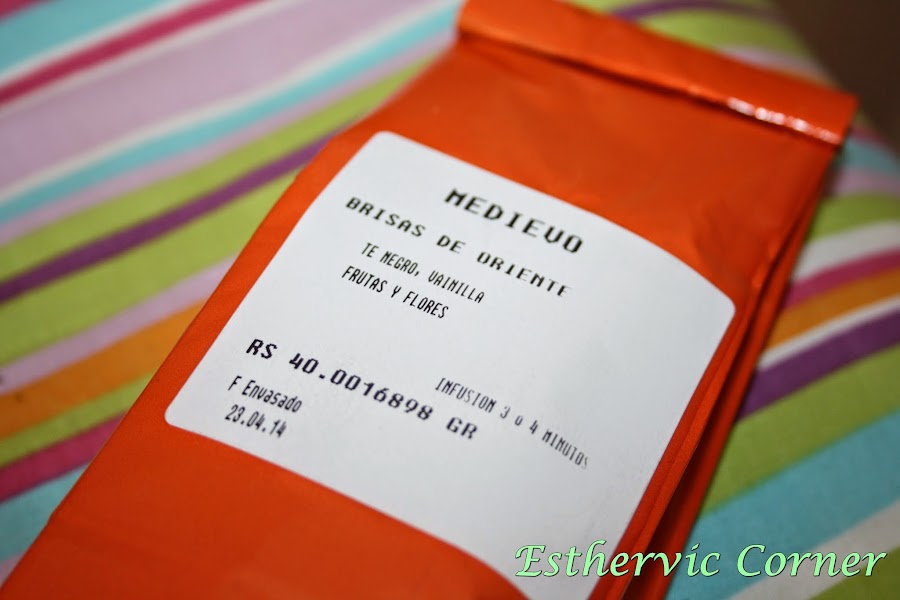 MEDIEVO
BRISAS DE ORIENTE
TE NEGRO, VAINILLA
FRUTAS Y FLORES
INFUSION 3 o 4 MINUTOS
RS 40.0016898 GR
F Envasado
23.04.14
Esthervic Corner